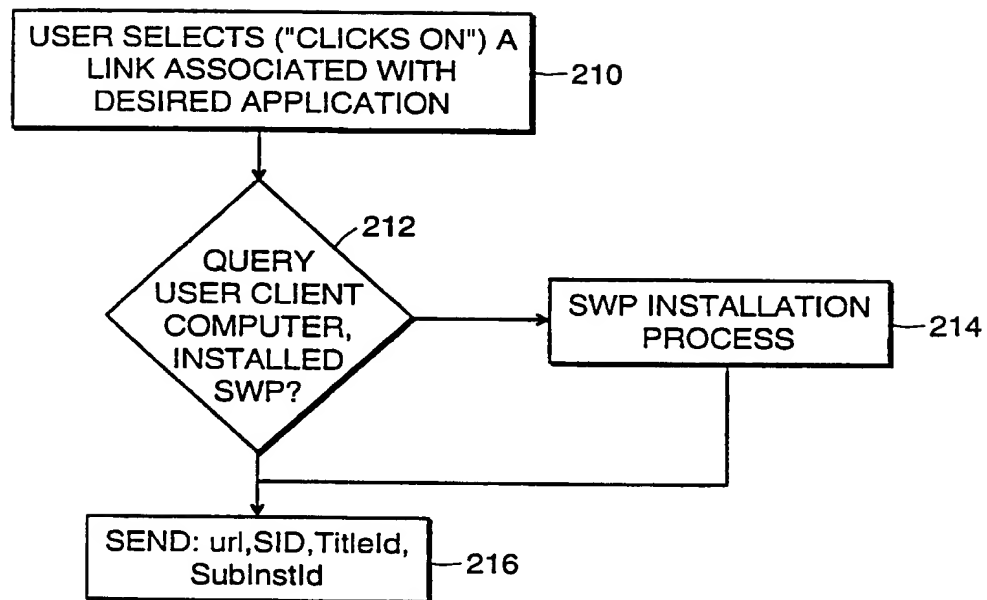 USER SELECTS ("CLICKS ON") A
LINK ASSOCIATED WITH
DESIRED APPLICATION
210
212
QUERY
USER CLIENT
COMPUTER,
INSTALLED
SWP?
SWP INSTALLATION
PROCESS
214
SEND: url,SID,TitleId,
SubInstId
216